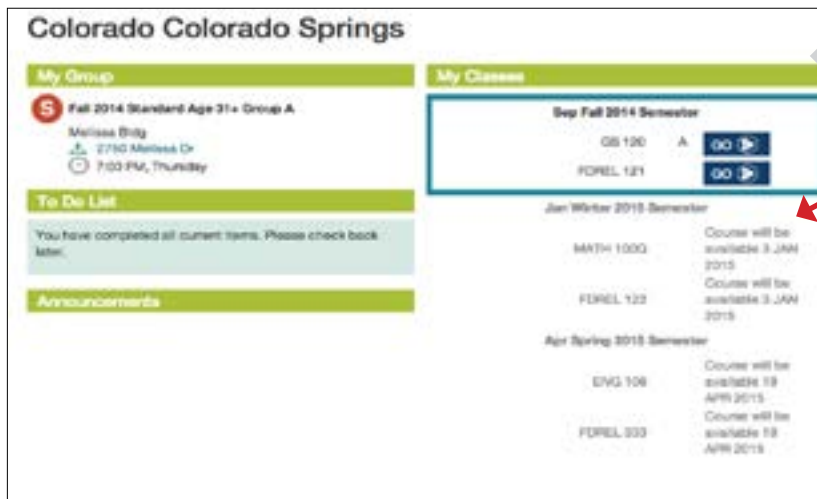 Colorado Colorado Springs
My Group
S Fall 2014 Standard Age 31+ Group A
Melissa Bldg
2750 Melissa Dr
7:00 PM, Thursday
To Do List
You have completed all current items. Please check back
later.
Announcements
My Classes
Sep Fall 2014 Semester
GS 120 A GO
FDREL 121 GO
Jan Winter 2015 Semester
MATH 100G Course will be
available 3 JAN
2015
FDREL 122 Course will be
available 3 JAN
2015
Apr Spring 2015 Semester
ENG 106 Course will be
available 18
APR 2015
FDREL 333 Course will be
available 18
APR 2015